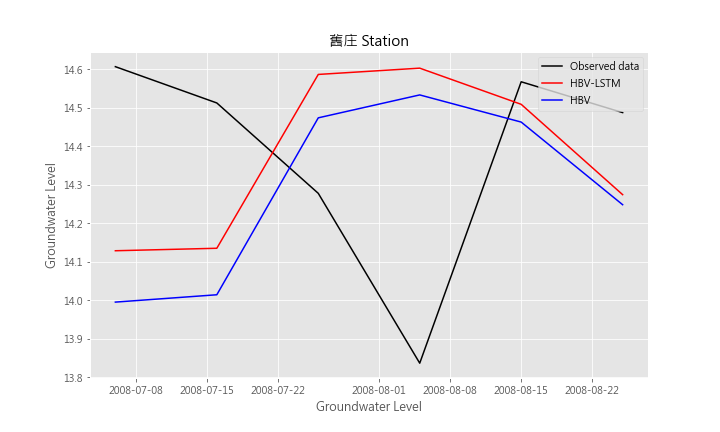 舊庄 Station
Observed data
HBV-LSTM
HBV
Groundwater Level
14.6
14.5
14.4
14.3
14.2
14.1
14.0
13.9
13.8
2008-07-08 2008-07-15 2008-07-22 2008-08-01 2008-08-08 2008-08-15 2008-08-22
Groundwater Level